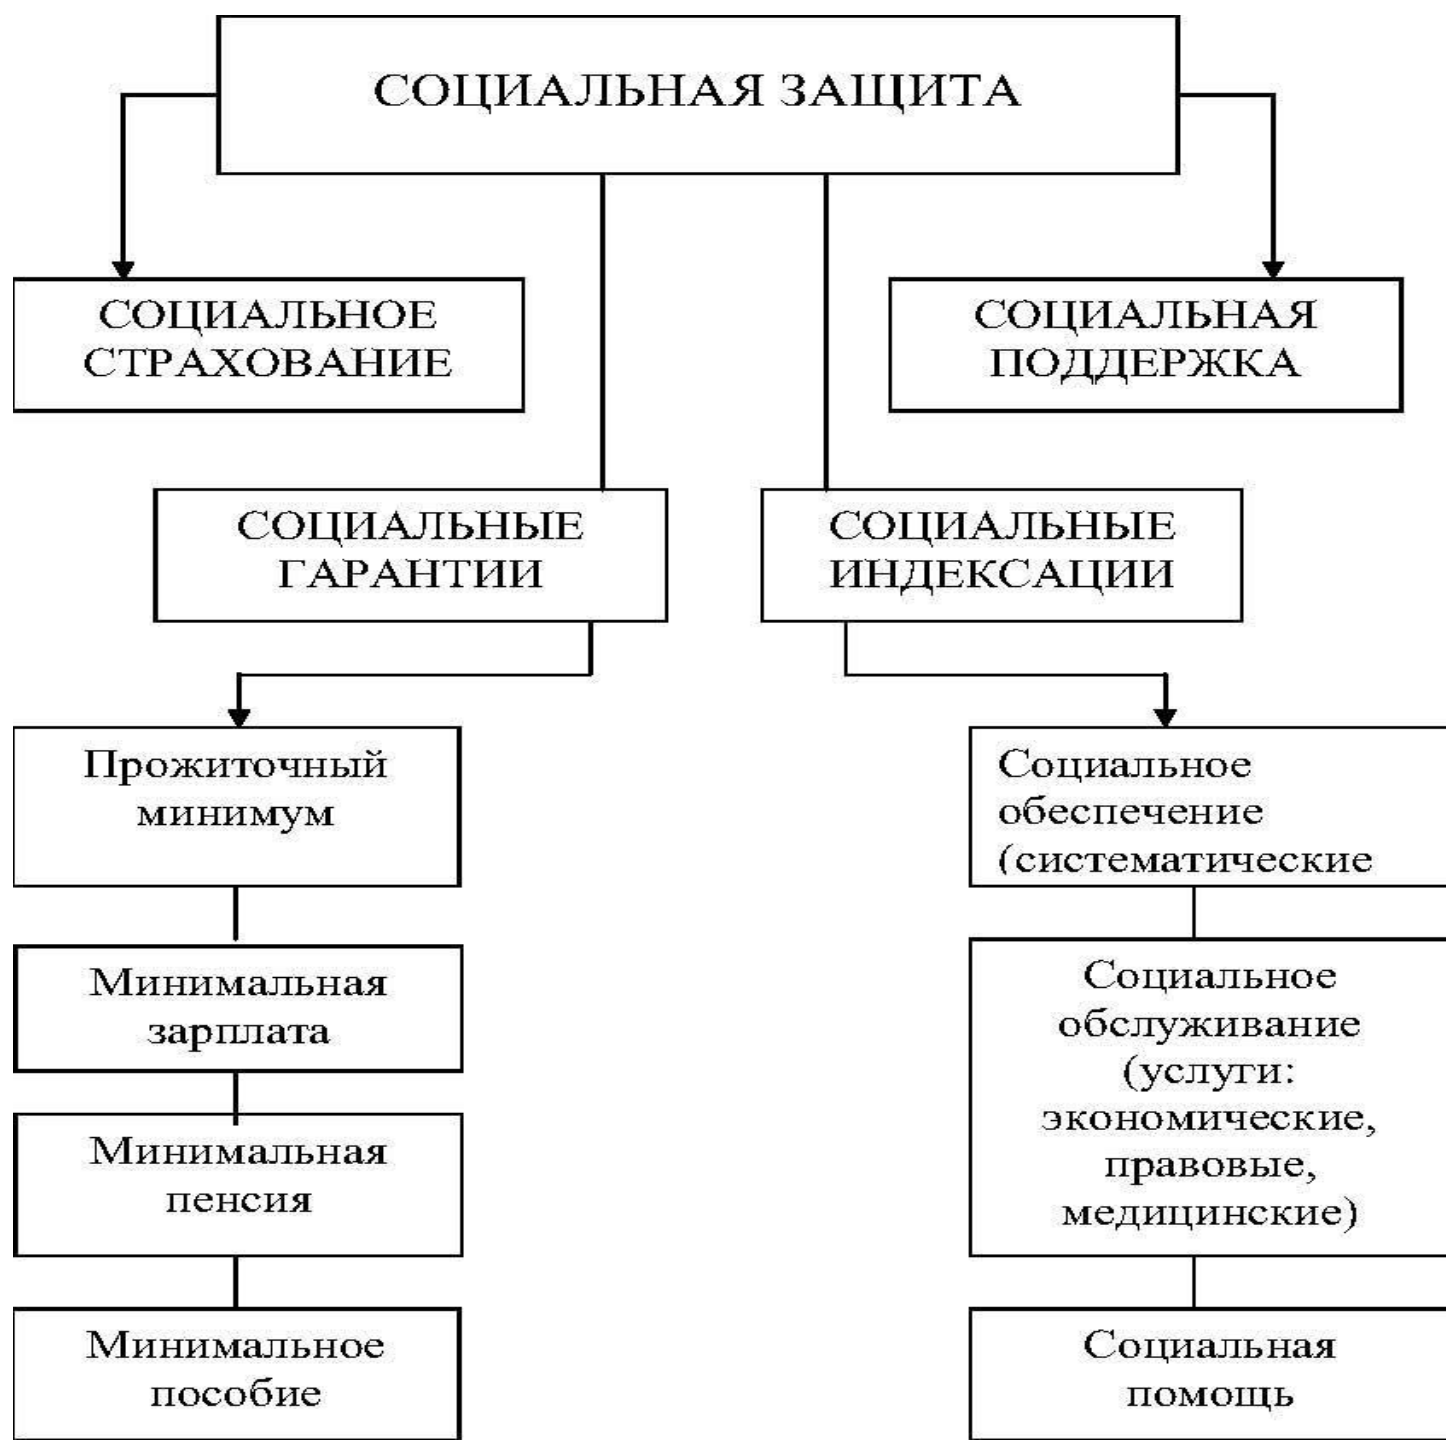 СОЦИАЛЬНАЯ ЗАЩИТА
СОЦИАЛЬНОЕ
СТРАХОВАНИЕ
СОЦИАЛЬНАЯ
ПОДДЕРЖКА
СОЦИАЛЬНЫЕ
ГАРАНТИИ
СОЦИАЛЬНЫЕ
ИНДЕКСАЦИИ
Прожиточный
минимум
Минимальная
зарплата
Минимальная
пенсия
Минимальное
пособие
Социальное
обеспечение
(систематические
Социальное
обслуживание
(услуги:
экономические,
правовые,
медицинские)
Социальная
помощь